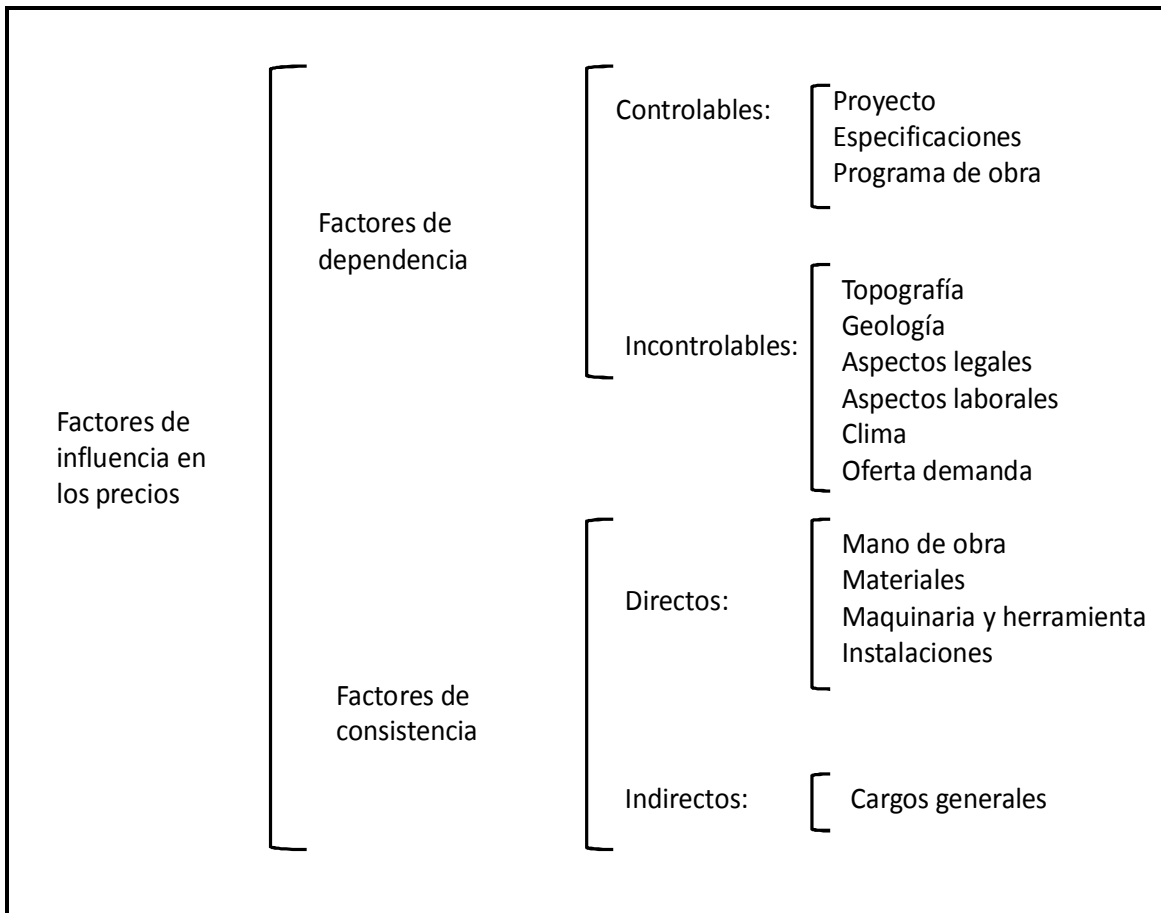 Factores de
influencia en
los precios
Factores de
dependencia
Controlables:
Proyecto
Especificaciones
Programa de obra
Incontrolables:
Topografía
Geología
Aspectos legales
Aspectos laborales
Clima
Oferta demanda
Factores de
consistencia
Directos:
Mano de obra
Materiales
Maquinaria y herramienta
Instalaciones
Indirectos:
Cargos generales